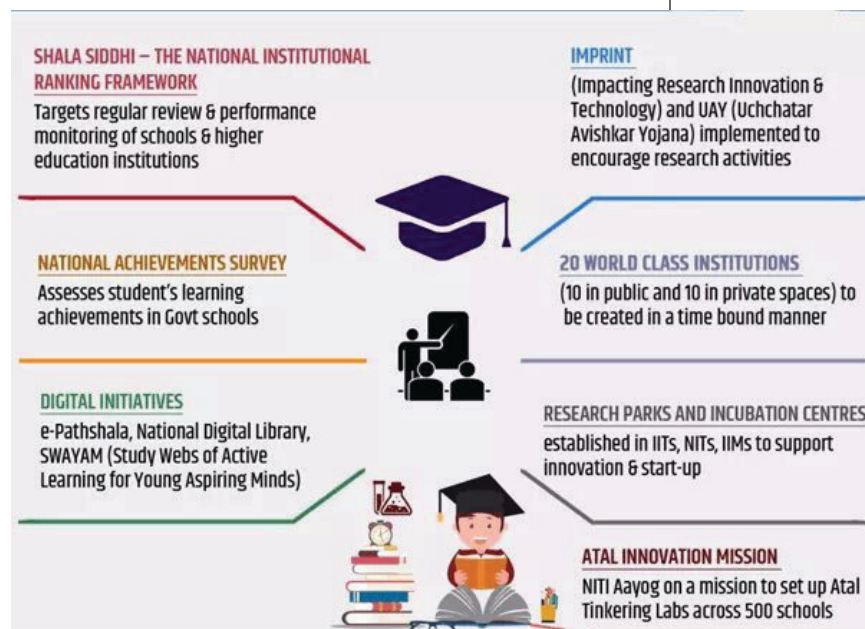 SHALA SIDDHI – THE NATIONAL INSTITUTIONAL
RANKING FRAMEWORK
Targets regular review & performance
monitoring of schools & higher
education institutions
NATIONAL ACHIEVEMENTS SURVEY
Assesses student's learning
achievements in Govt schools
DIGITAL INITIATIVES
e-Pathshala, National Digital Library,
SWAYAM (Study Webs of Active
Learning for Young Aspiring Minds)
IMPRINT
(Impacting Research Innovation &
Technology) and UAY (Uchchatar
Avishkar Yojana) implemented to
encourage research activities
20 WORLD CLASS INSTITUTIONS
(10 in public and 10 in private spaces) to
be created in a time bound manner
RESEARCH PARKS AND INCUBATION CENTRES
established in IITs, NITs, IIMs to support
innovation & start-up
ATAL INNOVATION MISSION
NITI Aayog on a mission to set up Atal
Tinkering Labs across 500 schools